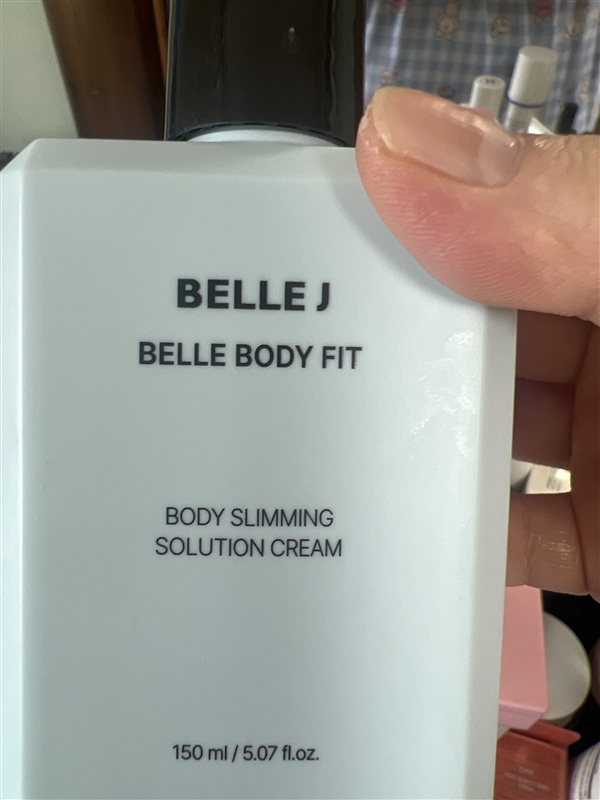 BELLE J
BELLE BODY FIT
BODY SLIMMING
SOLUTION CREAM
150 ml / 5.07 fl.oz.